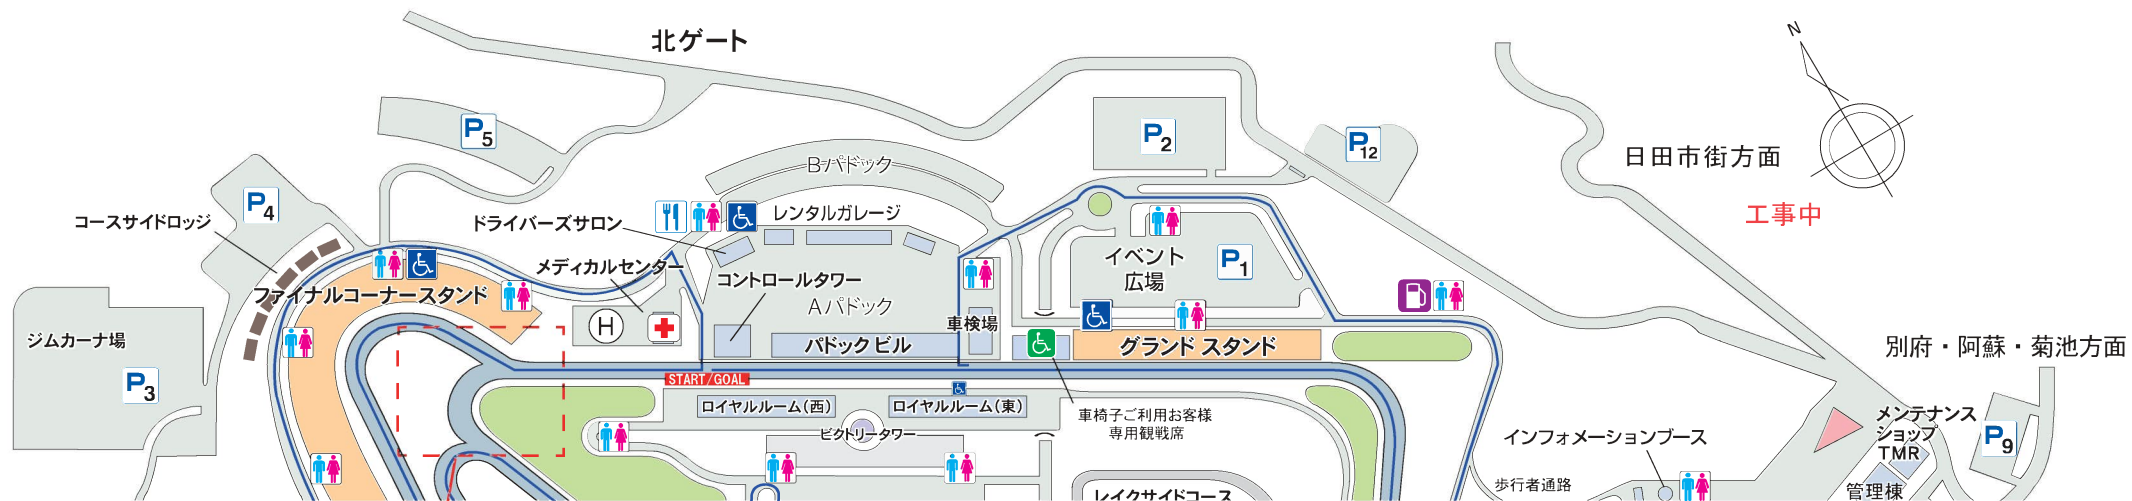 北ゲート
N
P5
P2
P12
日田市街方面
Bパドック
P4
工事中
コースサイドロッジ
ドライバーズサロン
レンタルガレージ
メディカルセンター
イベント
広場
P1
コントロールタワー
ファイナルコーナースタンド
Aパドック
H
車検場
ジムカーナ場
パドックビル
グランド スタンド
別府・阿蘇・菊池方面
P3
START/GOAL
ロイヤルルーム(西)
ロイヤルルーム(東)
車椅子ご利用お客様
専用観戦席
ビクトリータワー
メンテナンス
ショップ
TMR
P9
インフォメーションブース
歩行者通路
管理棟
レイクサイドコース